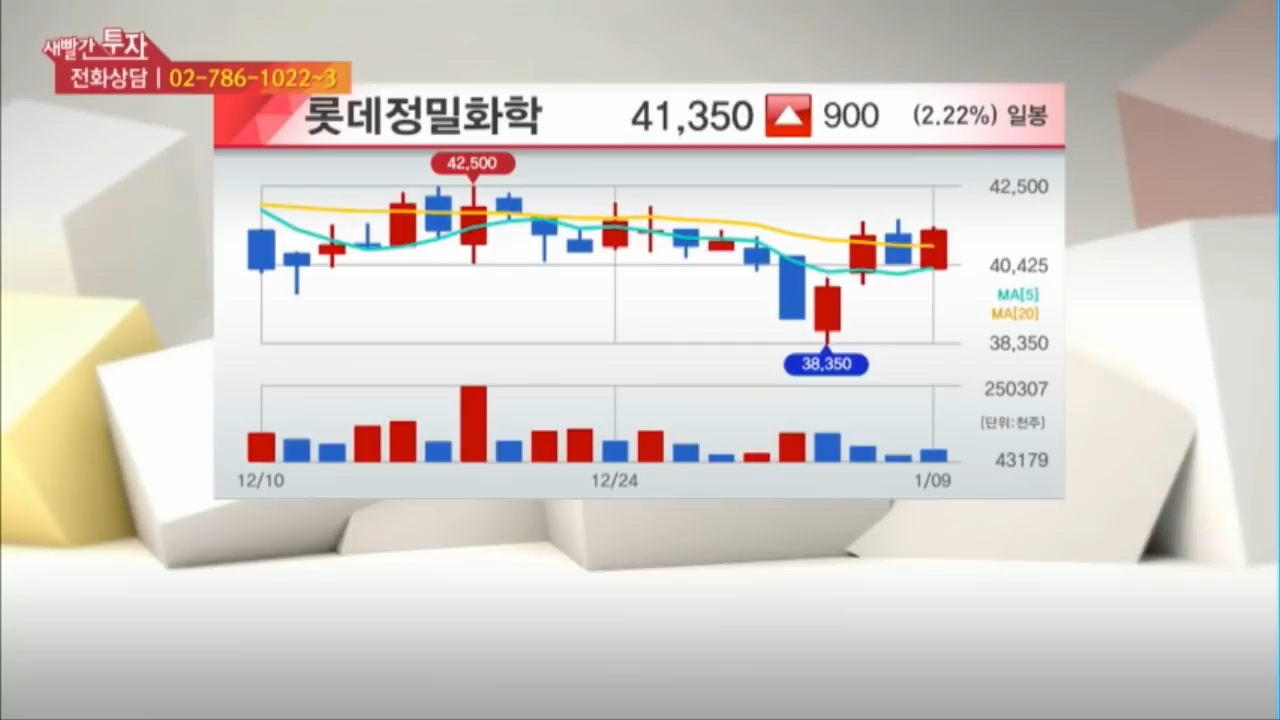 새빨간 투자
전화상담 | 02-786-1022~3
롯데정밀화학 41,350 ▲ 900 (2.22%) 일봉
42,500
42,500
40,425
MA[5]
MA[20]
38,350
38,350
250307
[단위:천주]
43179
12/10 12/24 1/09